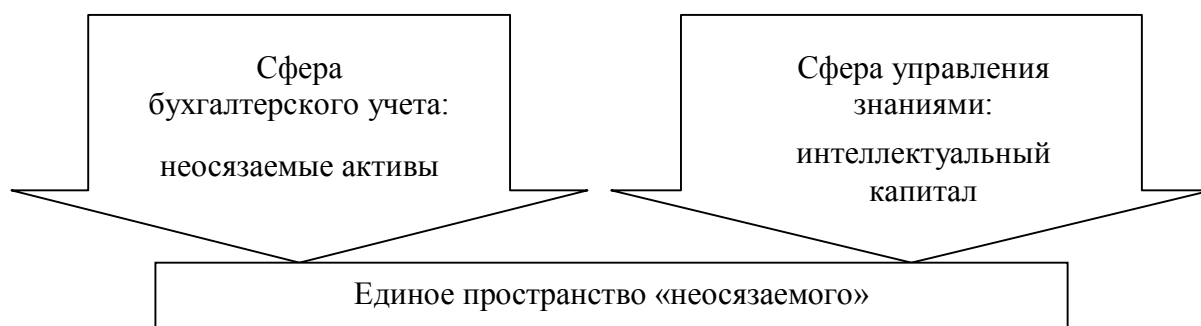 Сфера
бухгалтерского учета:
неосязаемые активы
Сфера управления
знаниями:
интеллектуальный
капитал
Единое пространство «неосязаемого»